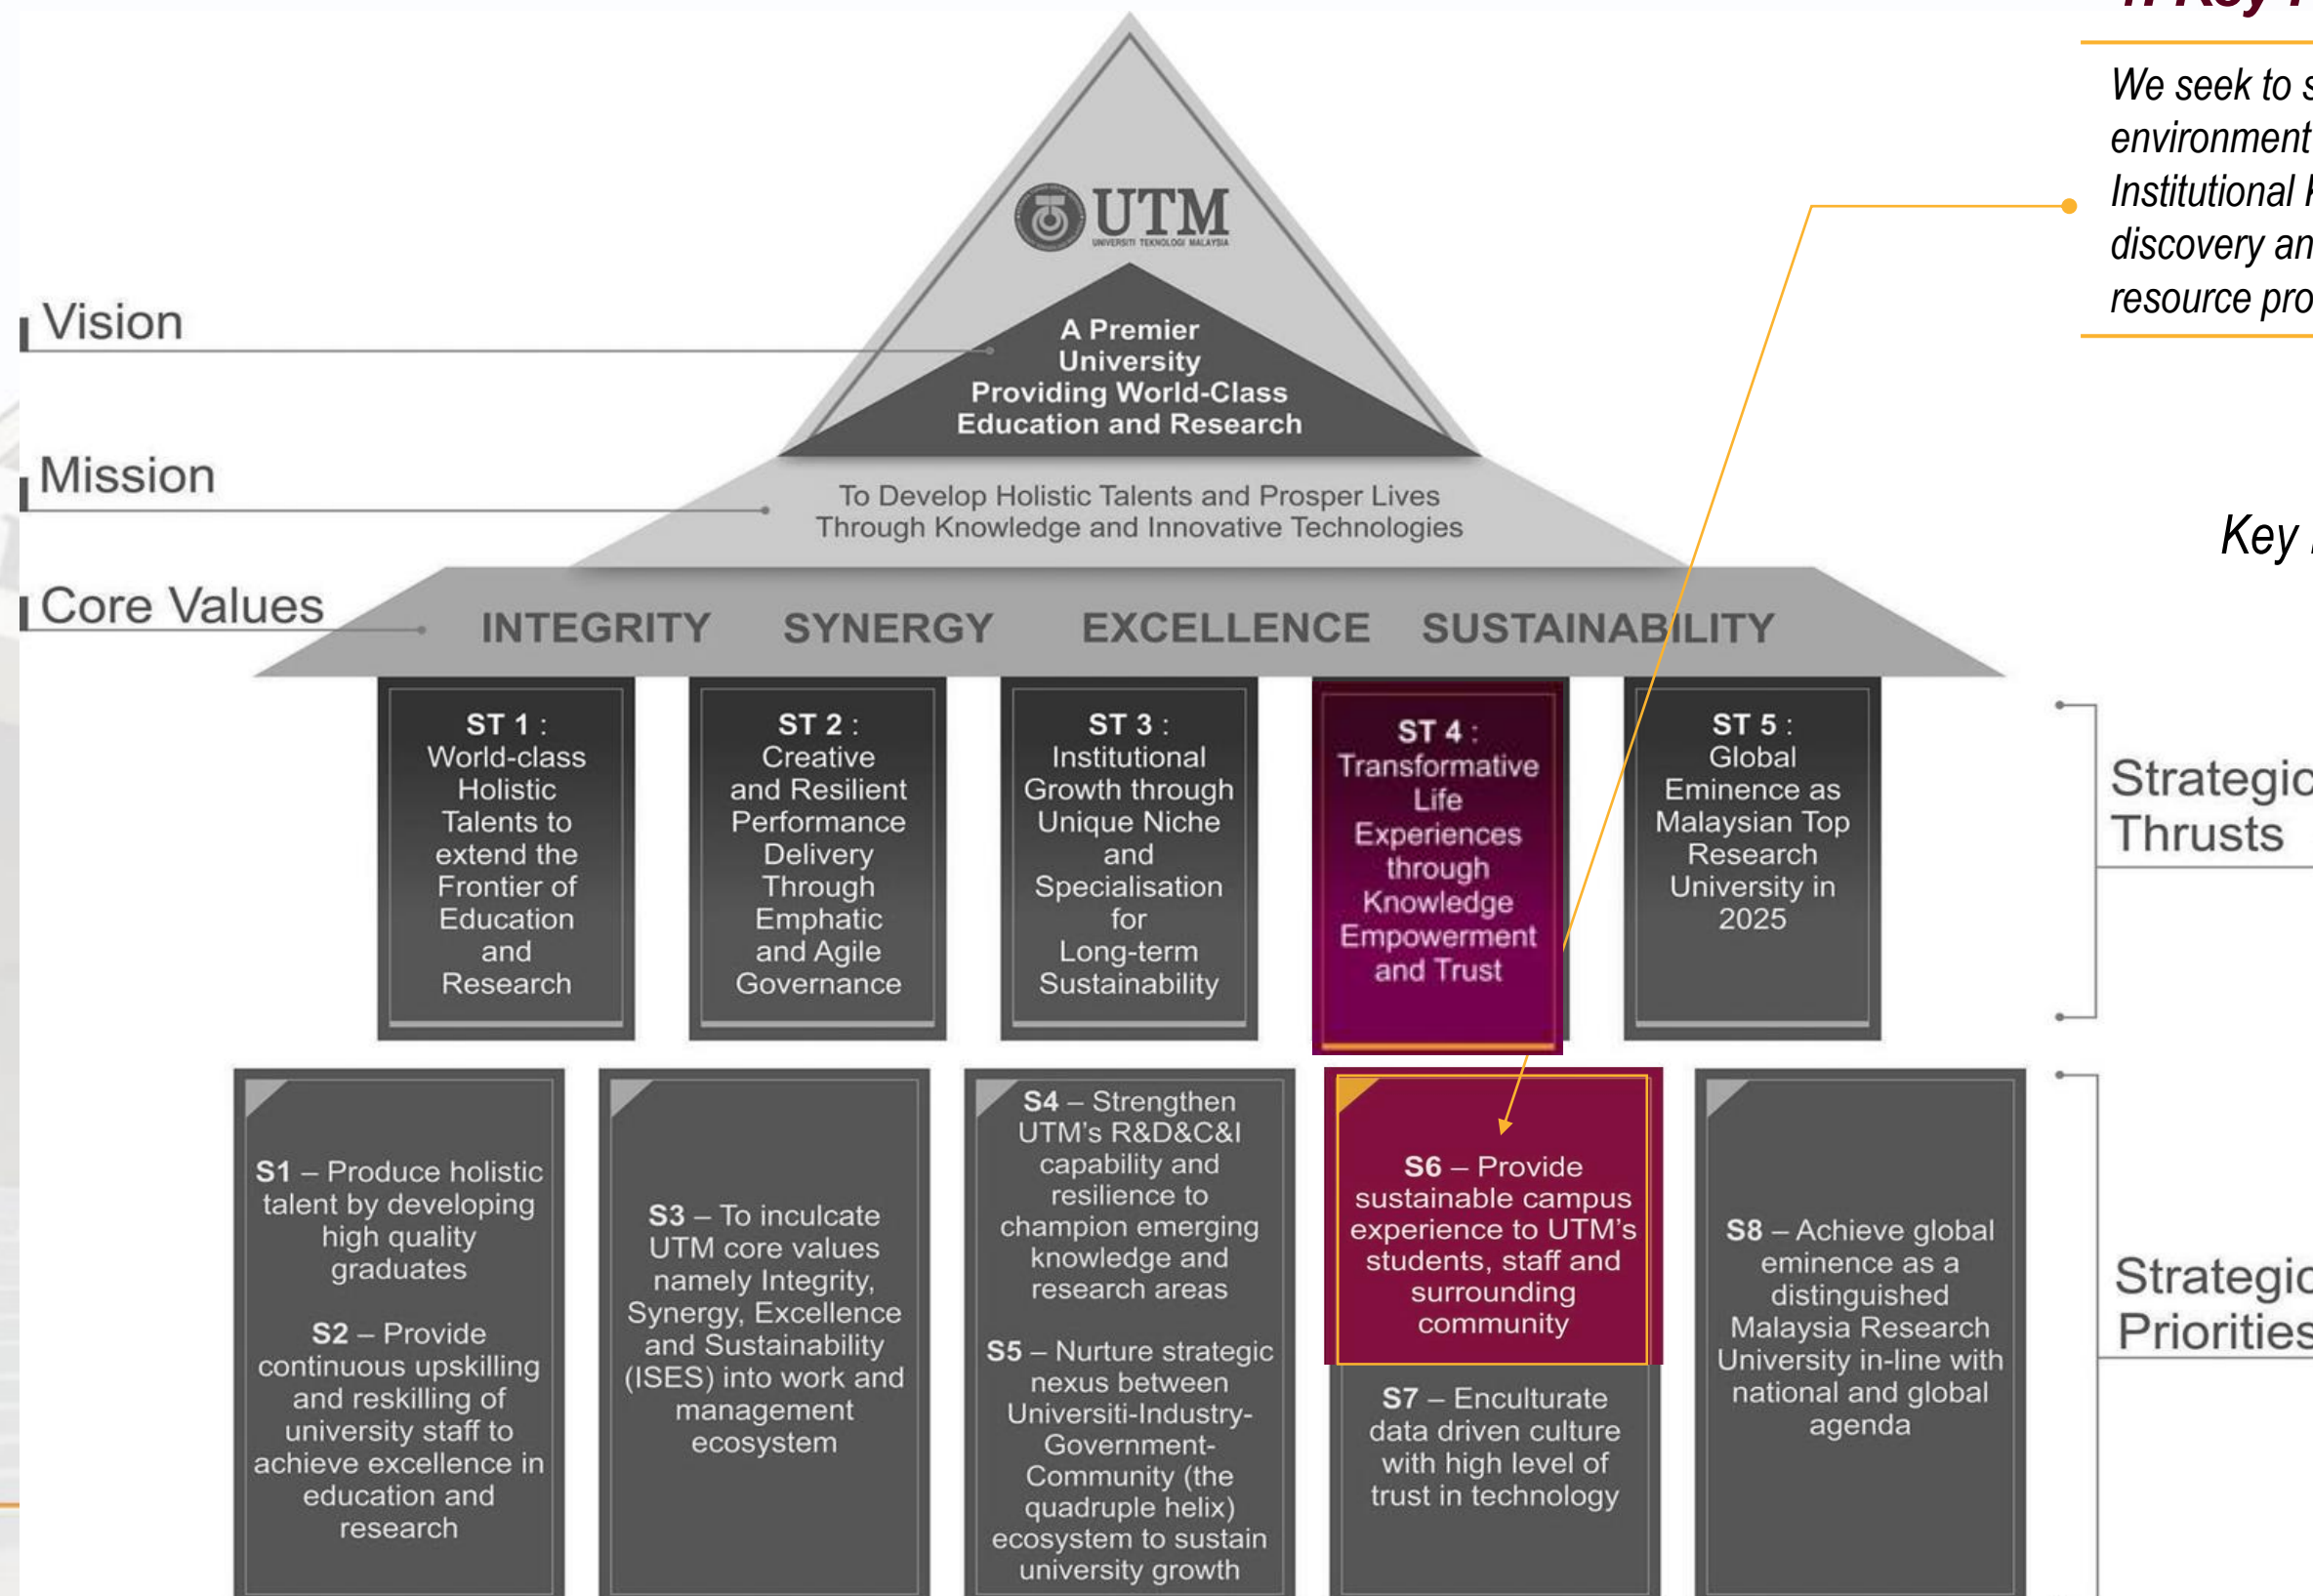 We seek to
environment
Institutional
discovery
resource
UTM
UNIVERSITI TEKNOLOGI MALAYSIA
Vision
A Premier
University
Providing World-Class
Education and Research
Mission
To Develop Holistic Talents and Prosper Lives
Through Knowledge and Innovative Technologies
Key
Core Values
INTEGRITY SYNERGY EXCELLENCE SUSTAINABILITY
ST 1 :
World-class
Holistic
Talents to
extend the
Frontier of
Education
and
Research
ST 2 :
Creative
and Resilient
Performance
Delivery
Through
Emphatic
and Agile
Governance
ST 3 :
Institutional
Growth through
Unique Niche
and
Specialisation
for
Long-term
Sustainability
ST 4 :
Transformative
Life
Experiences
through
Knowledge
Empowerment
and Trust
ST 5 :
Global
Eminence as
Malaysian Top
Research
University in
2025
Strategic
Thrusts
S1 – Produce holistic
talent by developing
high quality
graduates
S2 – Provide
continuous upskilling
and reskilling of
university staff to
achieve excellence in
education and
research
S3 – To inculcate
UTM core values
namely Integrity,
Synergy, Excellence
and Sustainability
(ISES) into work and
management
ecosystem
S4 – Strengthen
UTM's R&D&C&I
capability and
resilience to
champion emerging
knowledge and
research areas
S5 – Nurture strategic
nexus between
Universiti-Industry-
Government-
Community (the
quadruple helix)
ecosystem to sustain
university growth
S6 – Provide
sustainable campus
experience to UTM's
students, staff and
surrounding
community
S7 – Enculturate
data driven culture
with high level of
trust in technology
S8 – Achieve global
eminence as a
distinguished
Malaysia Research
University in-line with
national and global
agenda
Strategic
Priorities